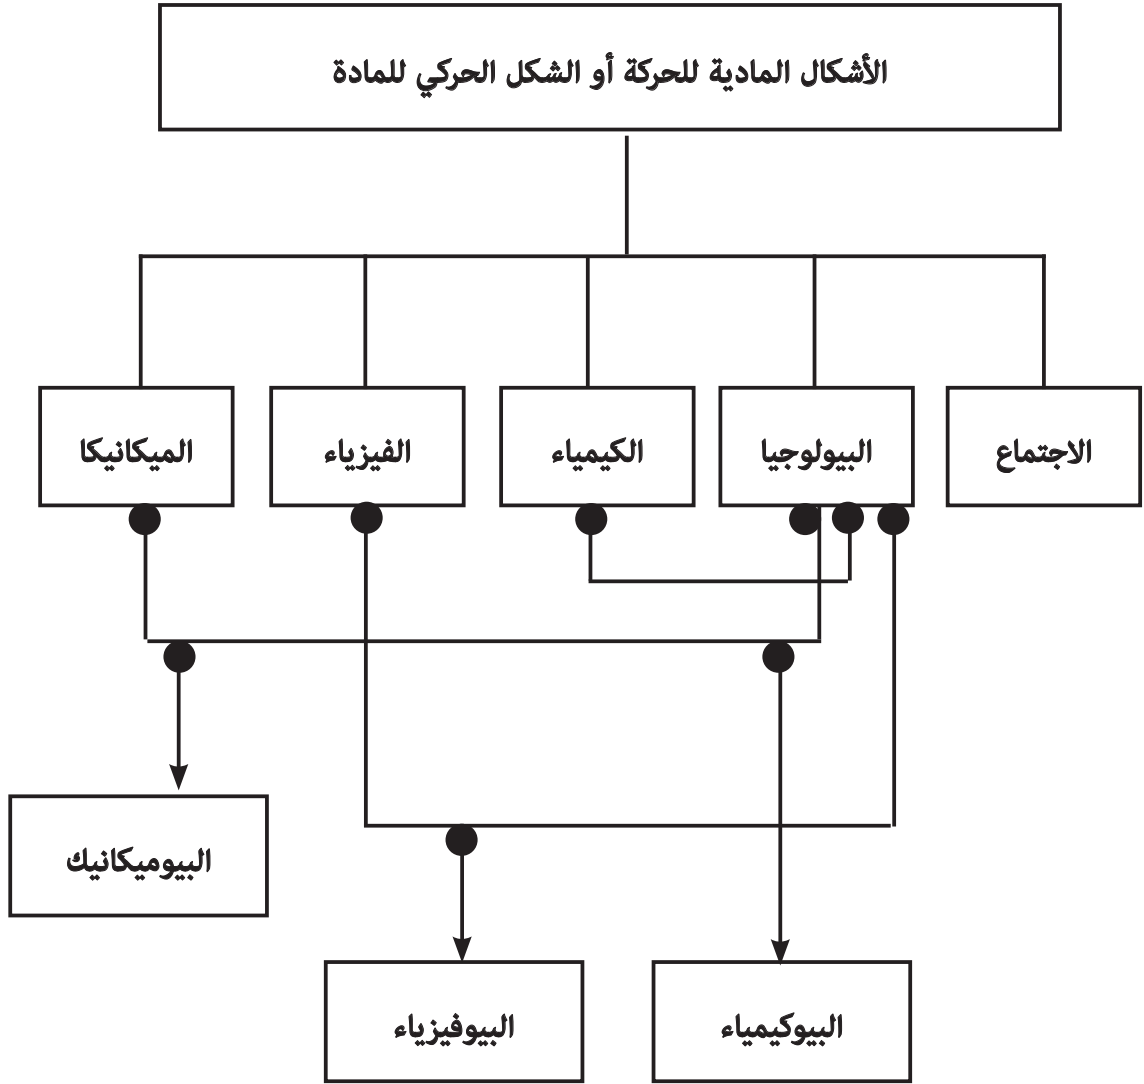 الأشكال المادية للحركة أو الشكل الحركي للمادة
الاجتماع
البيولوجيا
الكيمياء
الفيزياء
الميكانيكا
البيوميكانيك
البيوكيمياء
البيوفيزياء